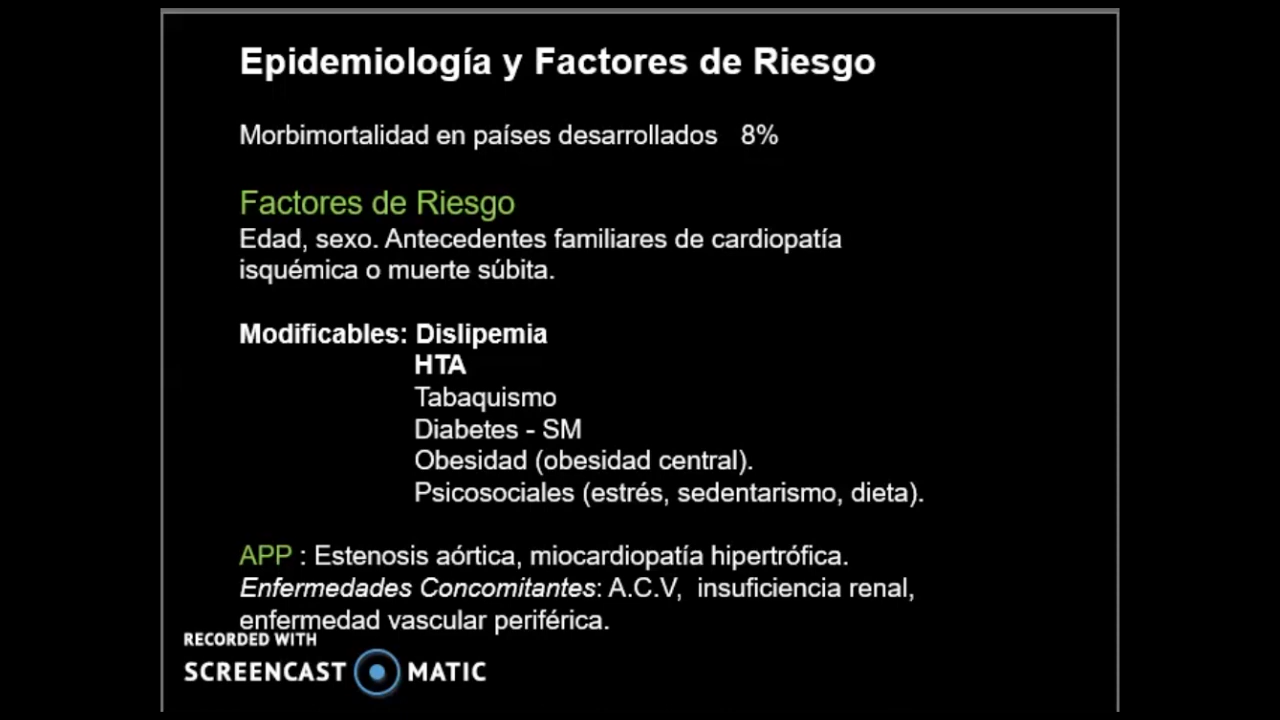 Epidemiología y Factores de Riesgo
Morbimortalidad en países desarrollados 8%
Factores de Riesgo
Edad, sexo. Antecedentes familiares de cardiopatía
isquémica o muerte súbita.
Modificables: Dislipemia
HTA
Tabaquismo
Diabetes - SM
Obesidad (obesidad central).
Psicosociales (estrés, sedentarismo, dieta).
APP : Estenosis aórtica, miocardiopatía hipertrófica.
Enfermedades Concomitantes: A.C.V, insuficiencia renal,
enfermedad vascular periférica.
RECORDED WITH
SCREENCAST MATIC